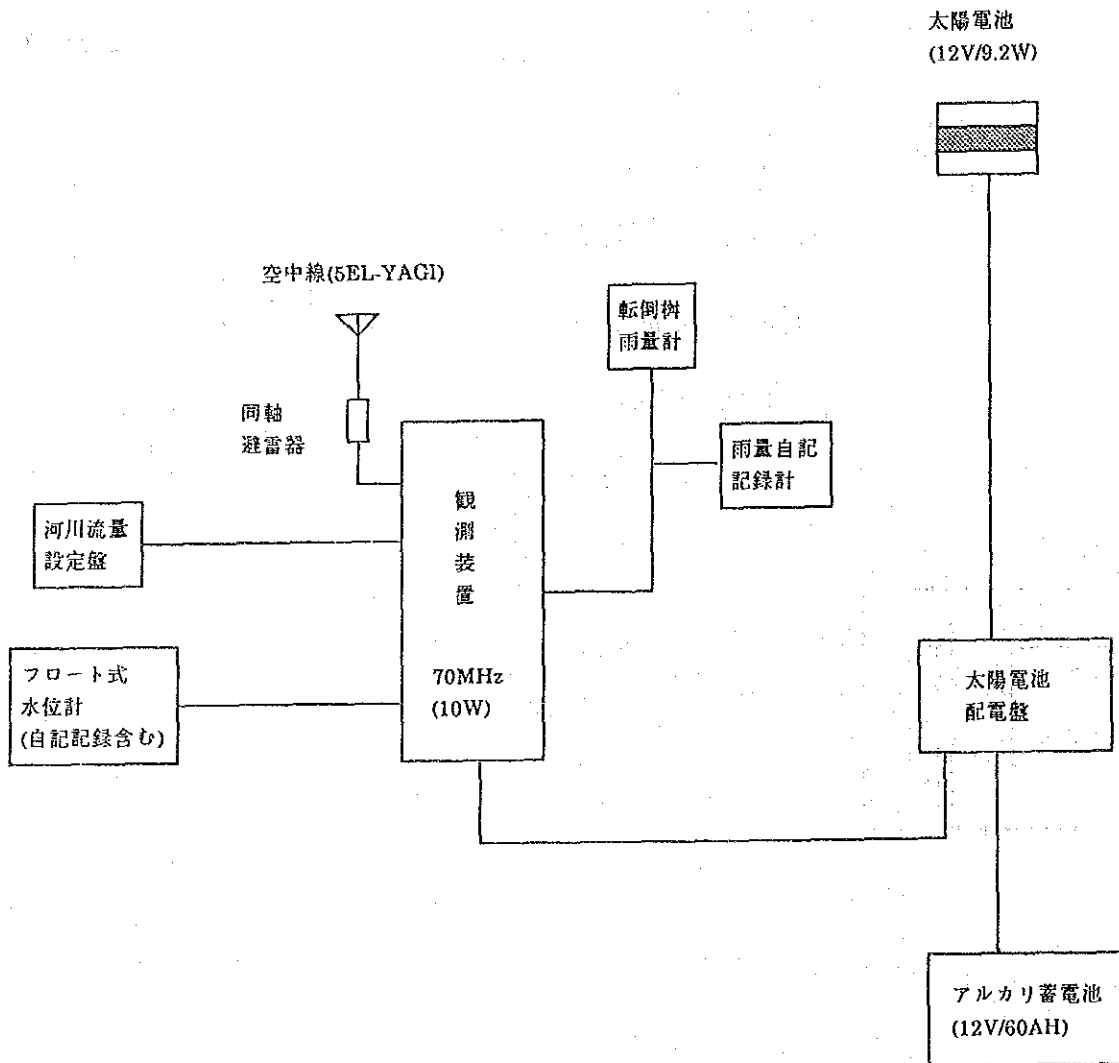 太陽電池
(12V/9.2W)
空中線(5EL-YAGI)
転倒桝
雨量計
同軸
避雷器
雨量自記
記録計
観
測
装
置
河川流量
設定盤
フロート式
水位計
(自記記録含む)
70MHz
(10W)
太陽電池
配電盤
アルカリ蓄電池
(12V/60AH)